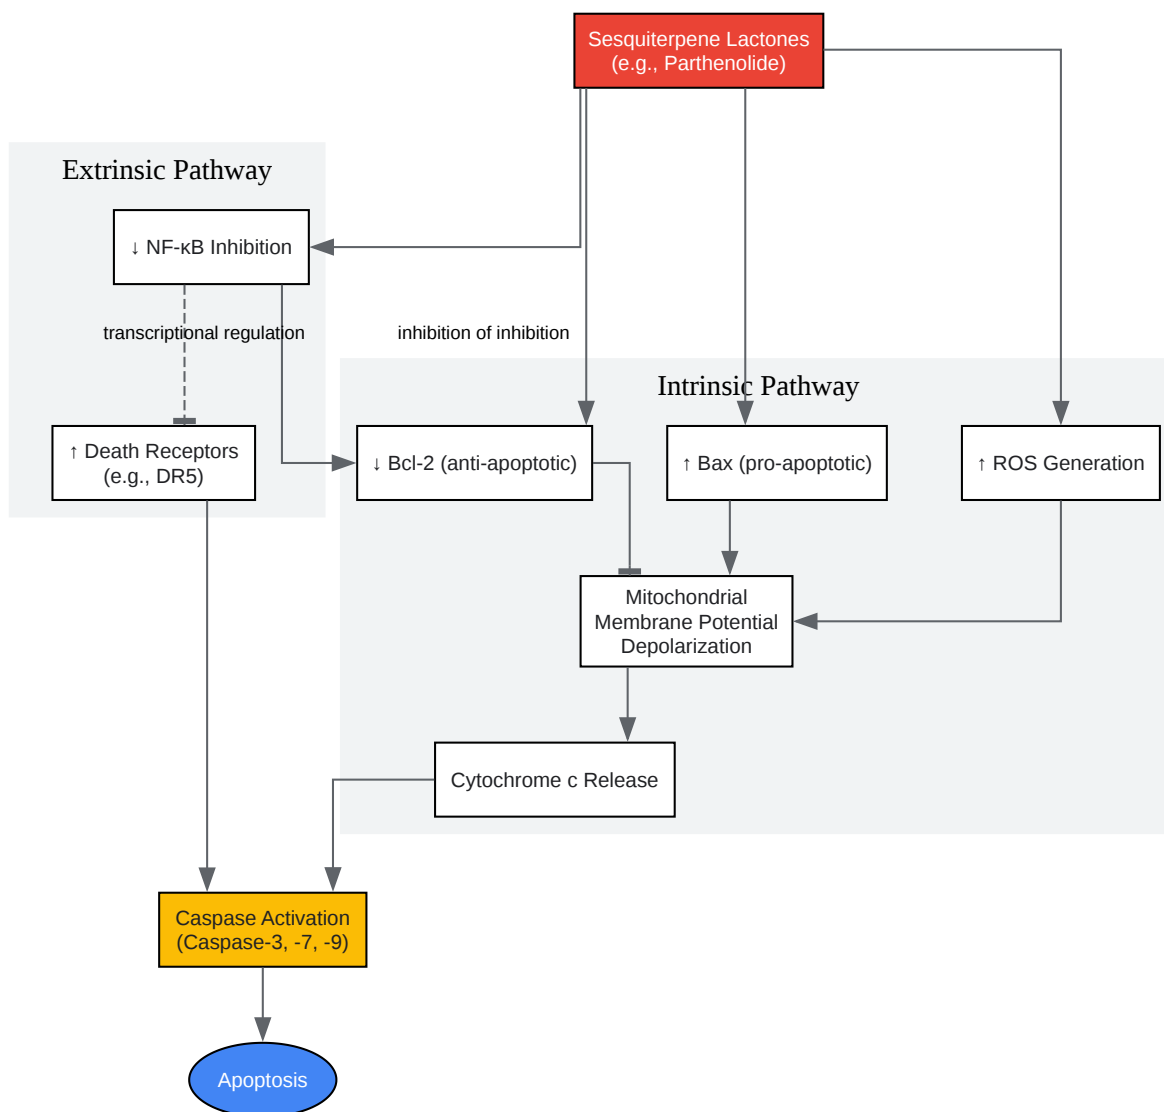 Sesquiterpene Lactones
(e.g., Parthenolide)
Extrinsic Pathway
↓ NF-κB Inhibition
transcriptional regulation
inhibition of inhibition
Intrinsic Pathway
↑ Death Receptors
(e.g., DR5)
↓ Bcl-2 (anti-apoptotic)
↑ Bax (pro-apoptotic)
↑ ROS Generation
Mitochondrial
Membrane Potential
Depolarization
Cytochrome c Release
Caspase Activation
(Caspase-3, -7, -9)
Apoptosis